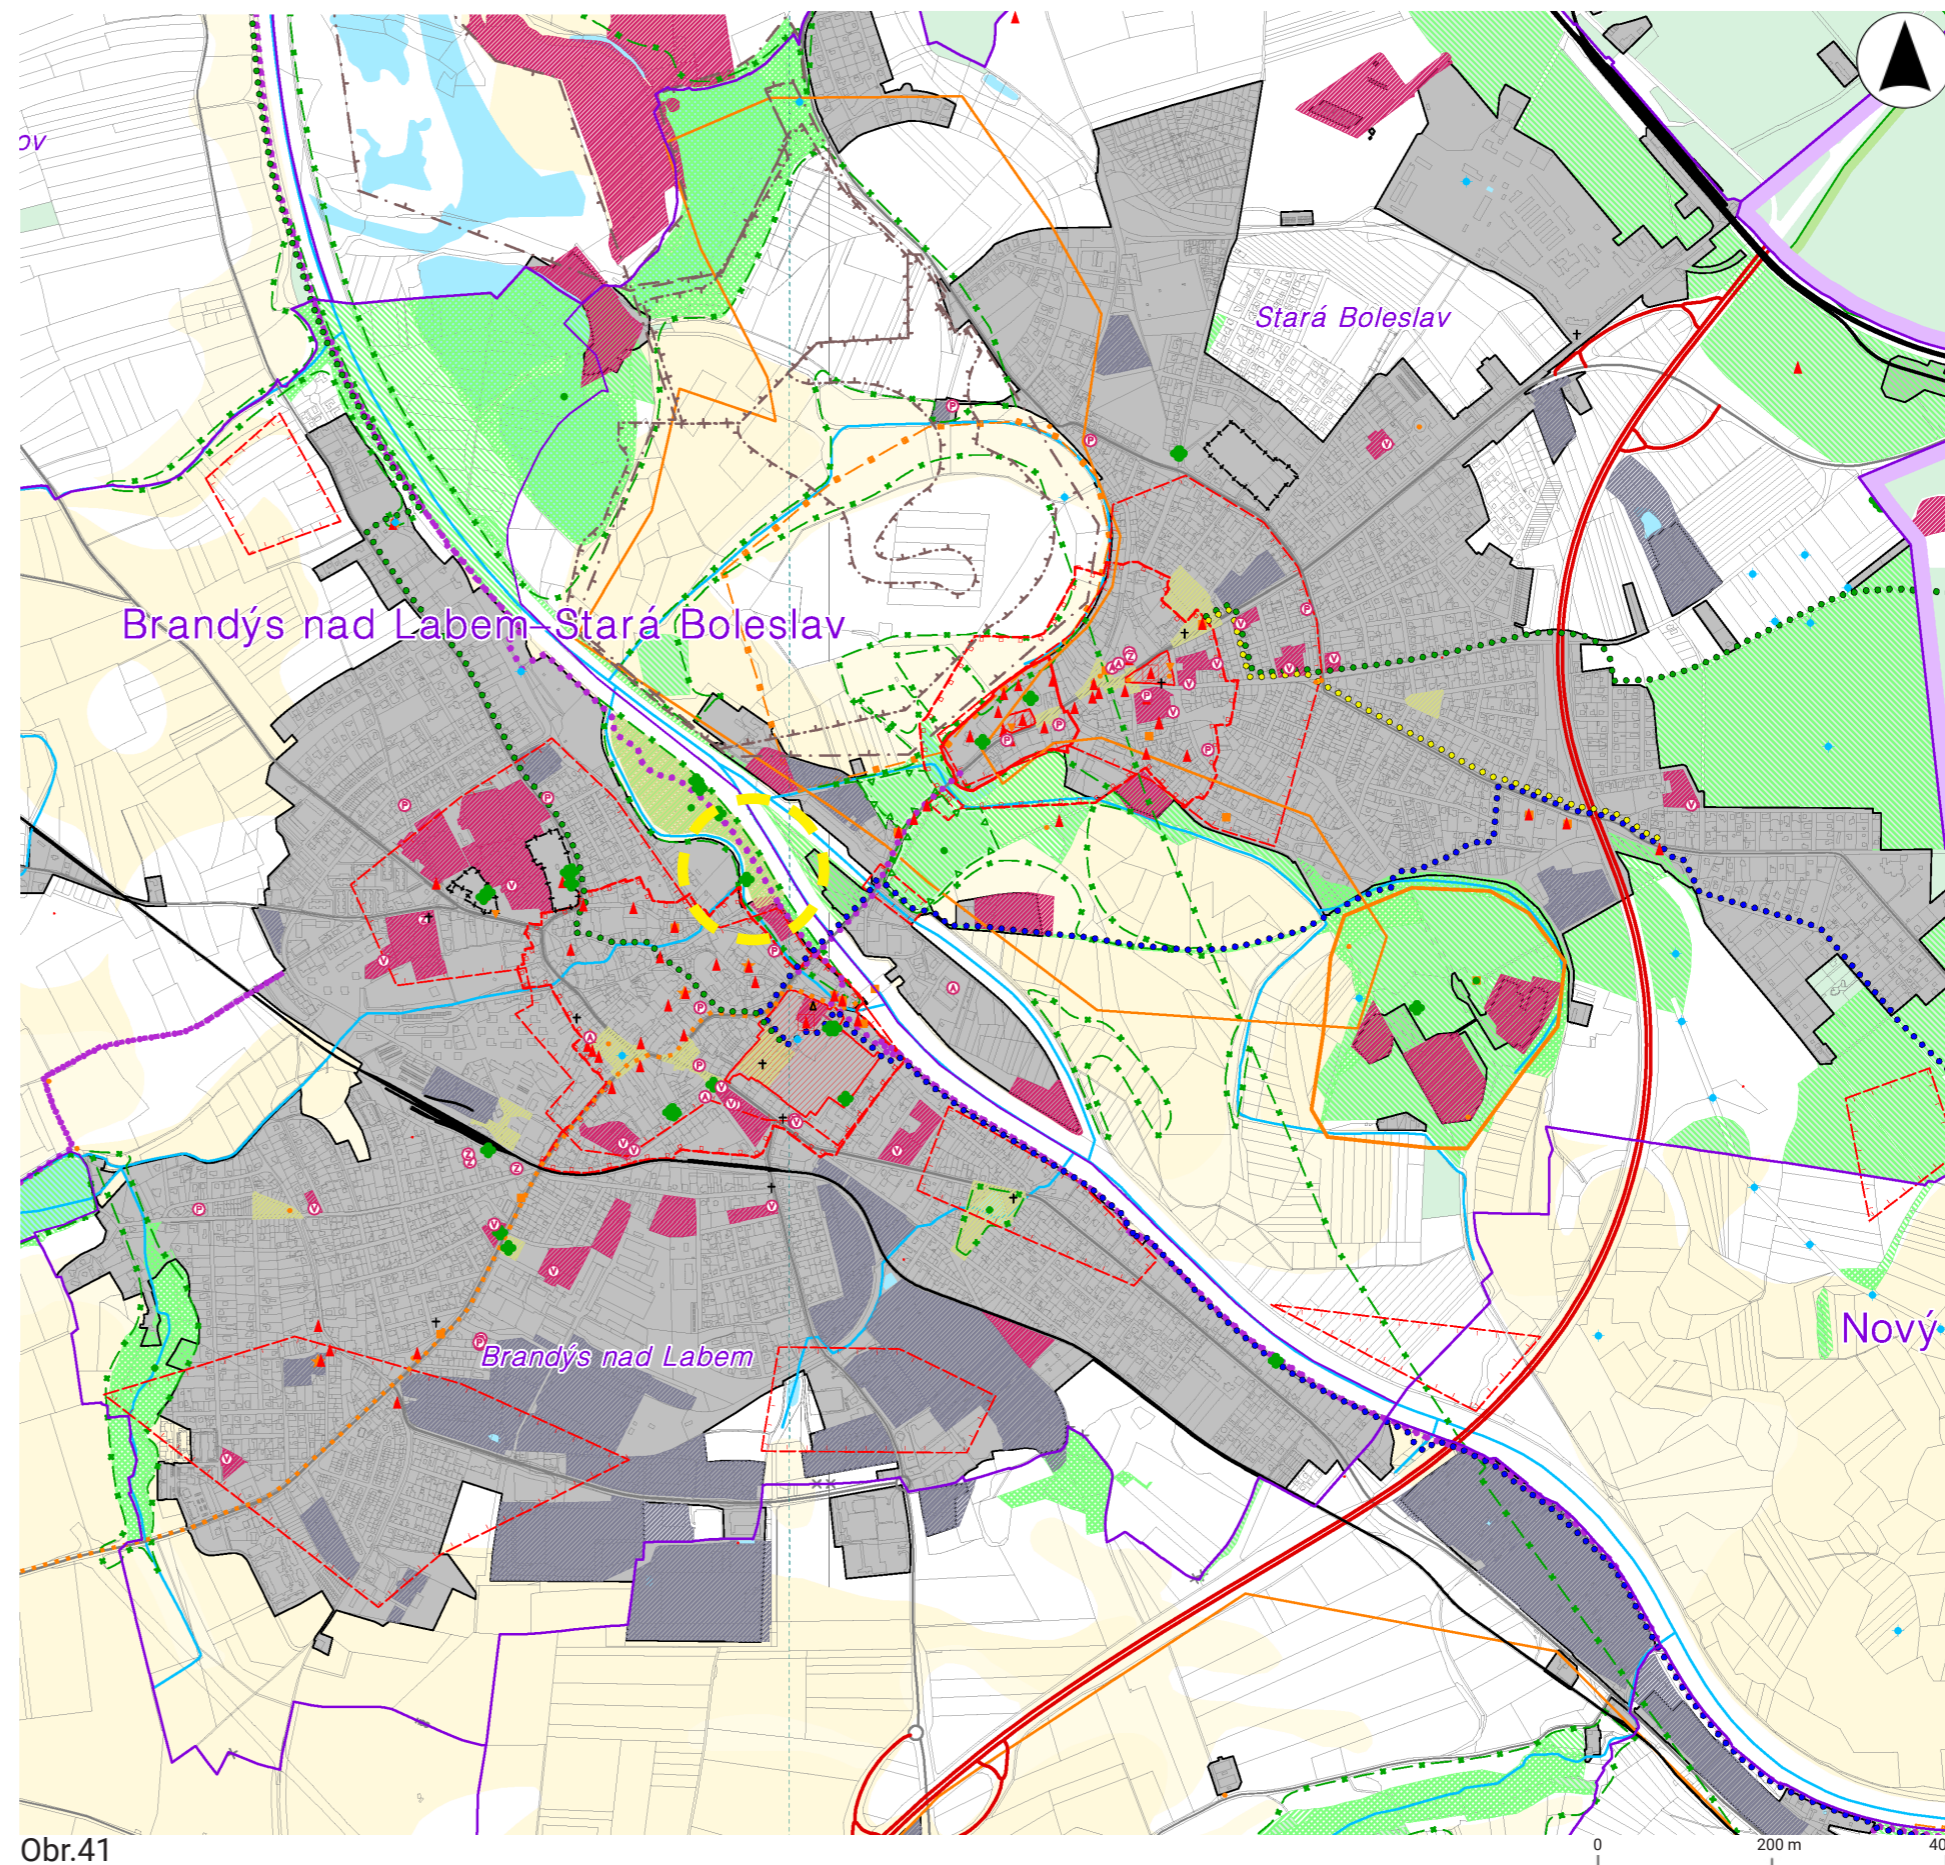 ov
Stará Boleslav
Brandýs nad Labem-Stará Boleslav
Nový
Brandýs nad Labem
Obr.41
0 200 m 40